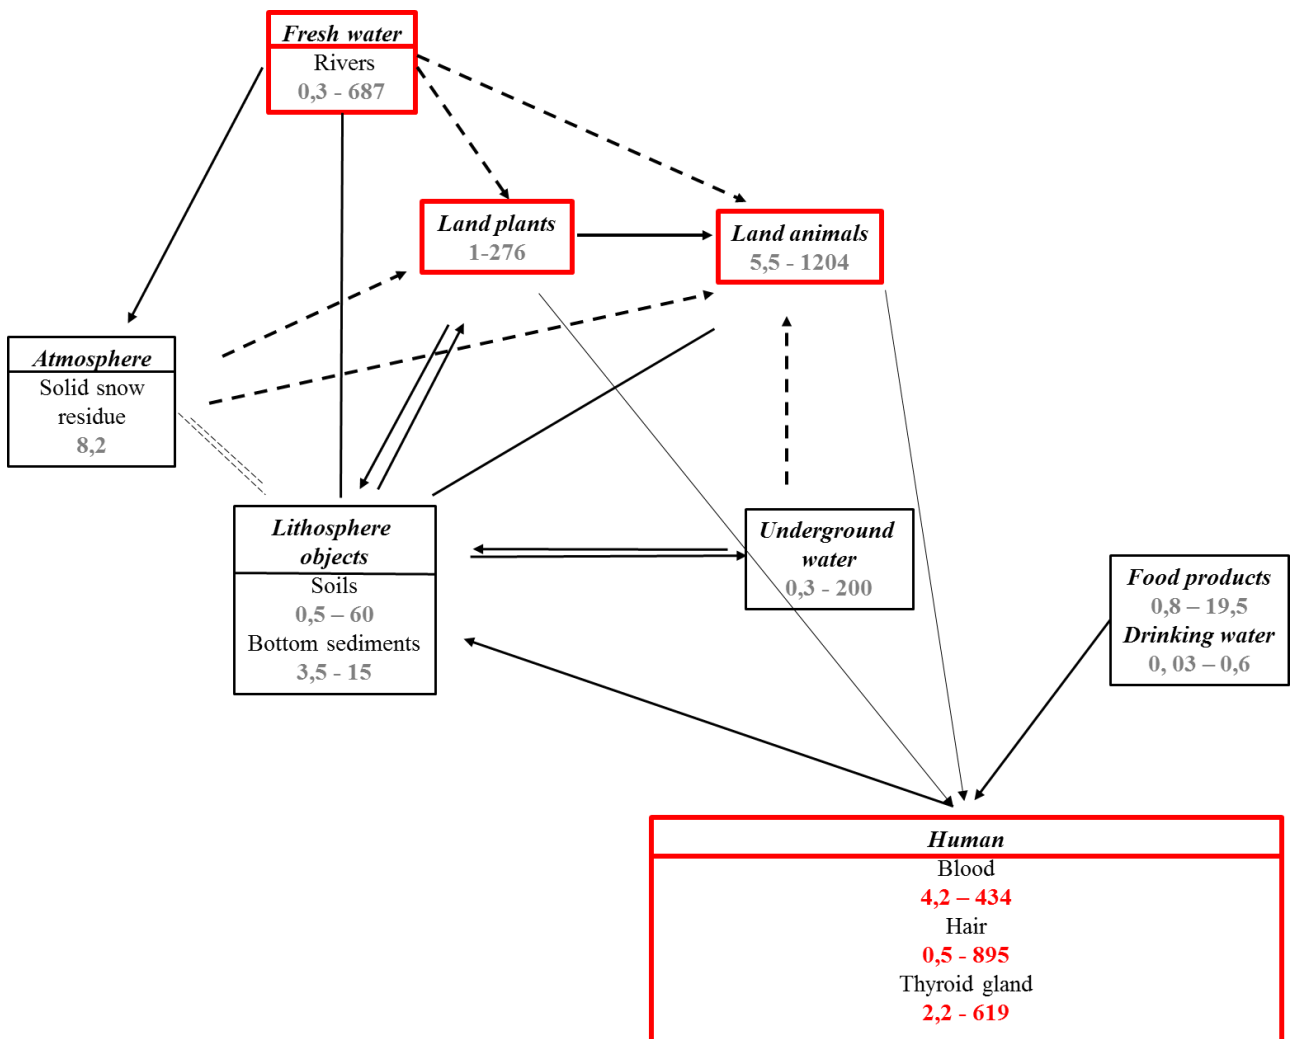 Fresh water
Rivers
0,3 - 687
Land plants
1-276
Land animals
5,5 - 1204
Atmosphere
Solid snow
residue
8,2
Lithosphere
objects
Soils
0,5 – 60
Bottom sediments
3,5 - 15
Underground
water
0,3 - 200
Food products
0,8 – 19,5
Drinking water
0, 03 – 0,6
Human
Blood
4,2 – 434
Hair
0,5 - 895
Thyroid gland
2,2 - 619